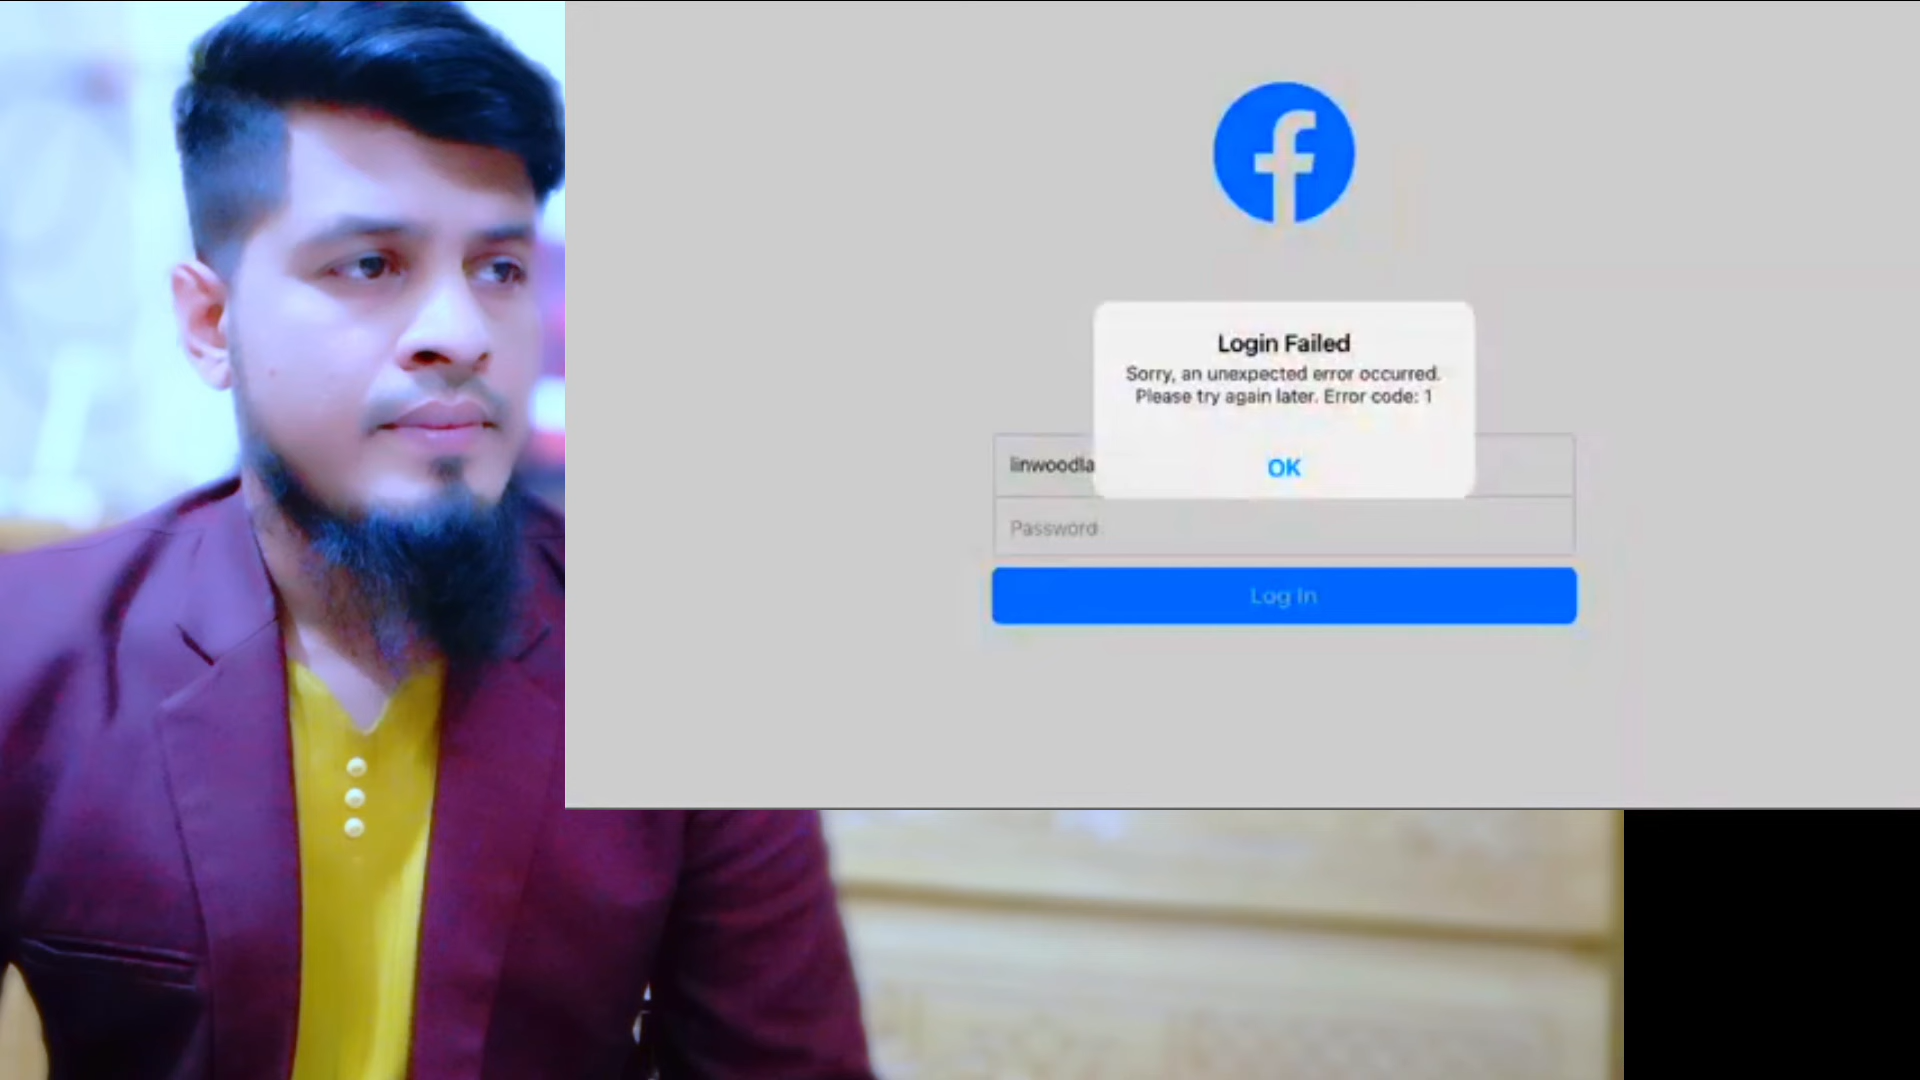 Login Failed
Sorry, an unexpected error occurred.
Please try again later. Error code: 1
OK
linwoodla
Password
Log In